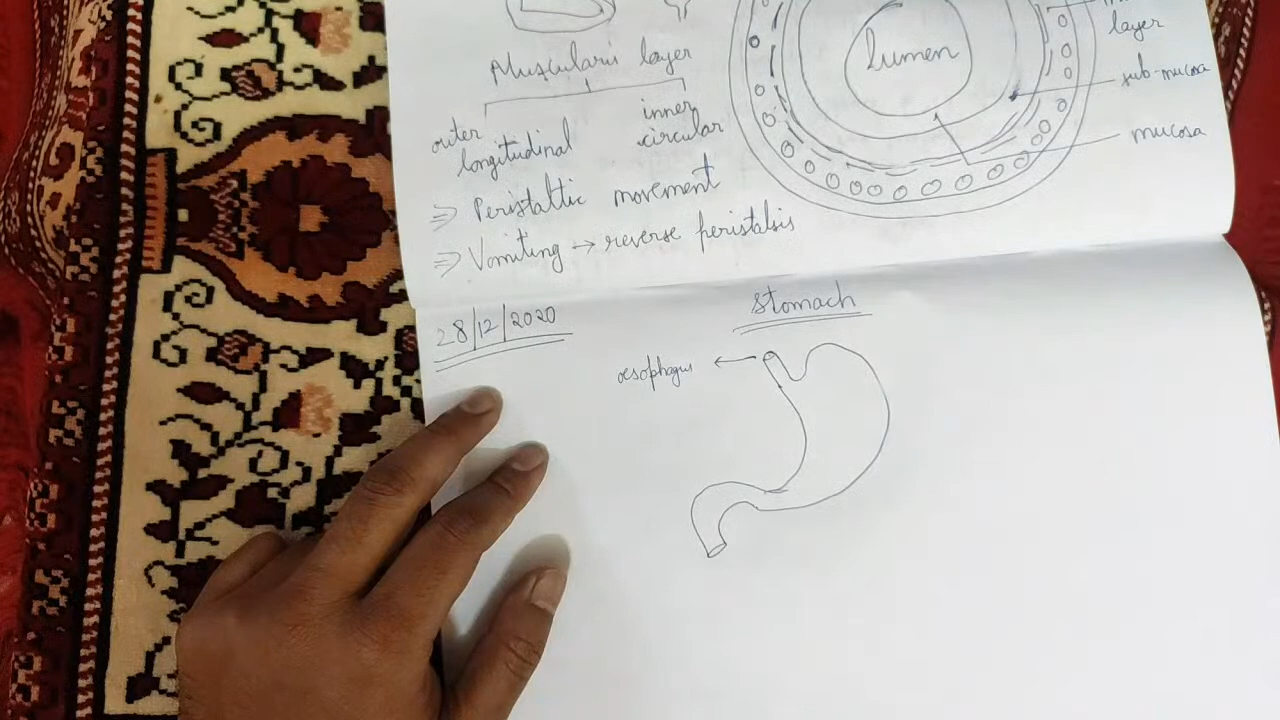 Muscularis layer
outer longitudinal
inner circular
⇒ Peristaltic movement
⇒ Vomiting → reverse peristalsis
lumen
layer
sub-mucosa
mucosa
28/12/2020
Stomach
oesophagus